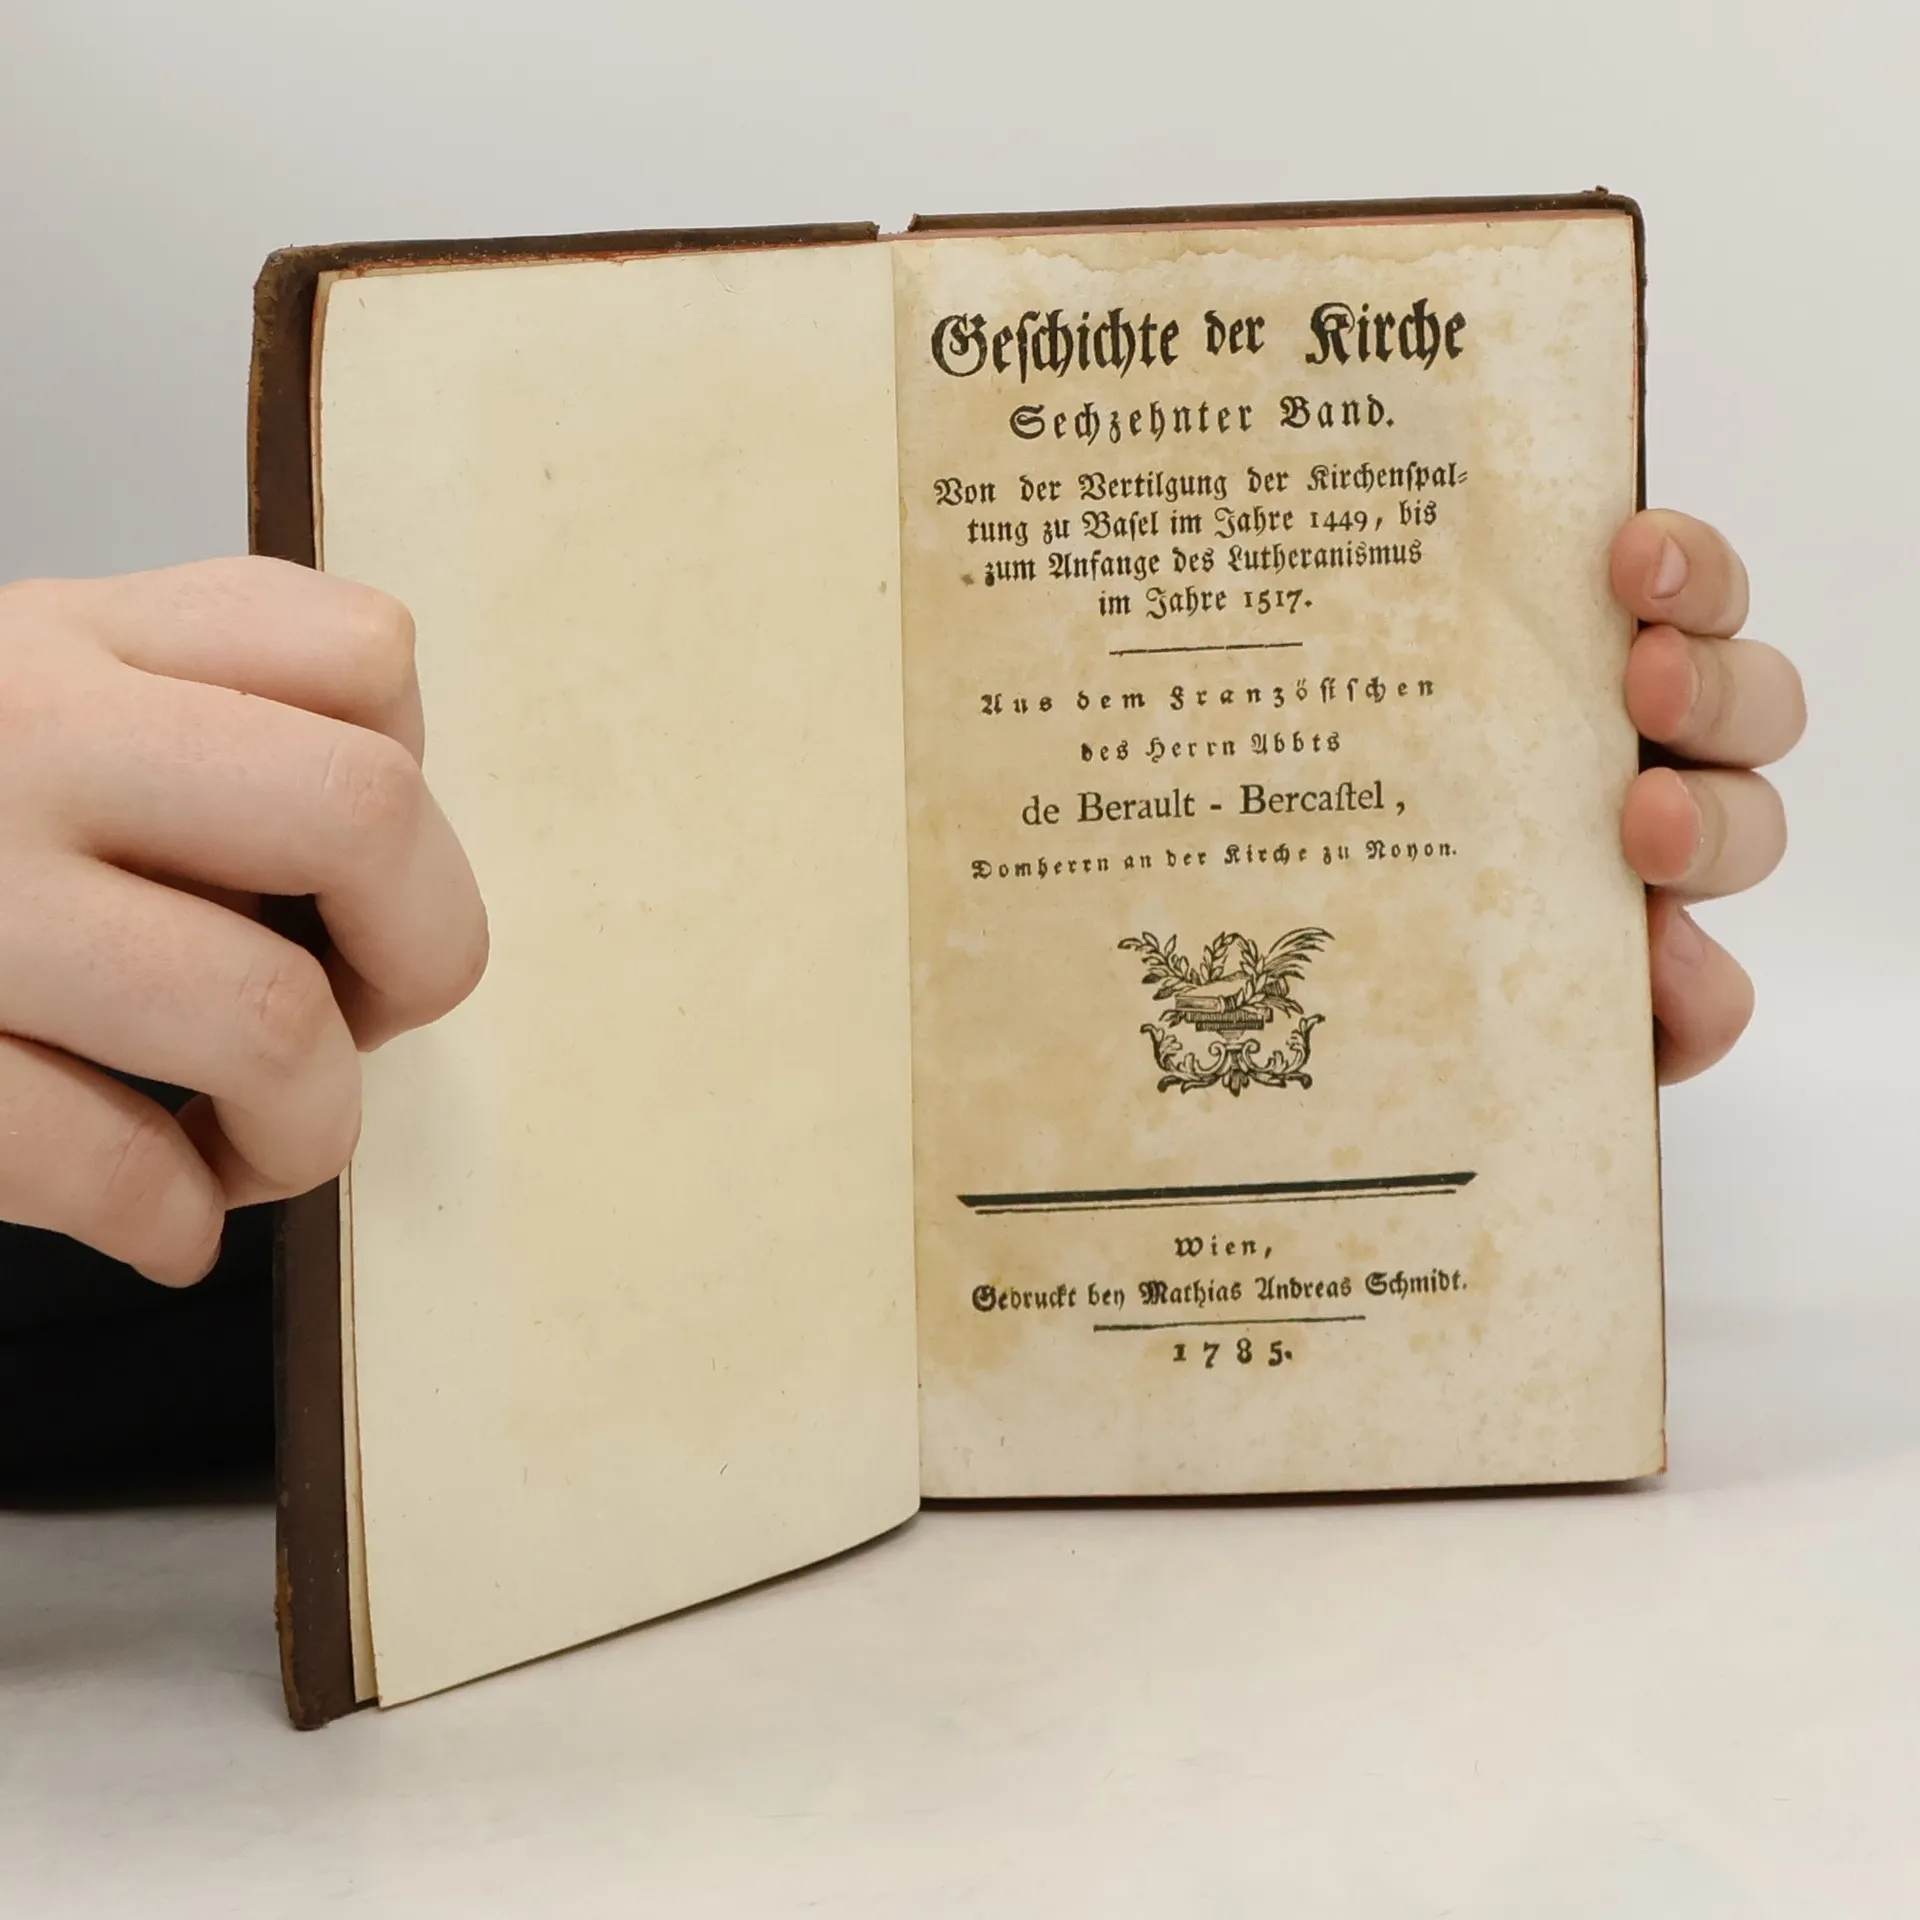 Geſchichte der Kirche
Sechzehnter Band.
Von der Vertilgung der Kirchenſpal⸗
tung zu Baſel im Jahre 1449, bis
zum Anfange des Lutheranismus
im Jahre 1517.
Aus dem Französiſchen
des Herrn Abbts
de Berault - Bercaſtel,
Domherrn an der Kirche zu Noyon.
Wien,
Gedruckt bey Mathias Andreas Schmidt.
1785.